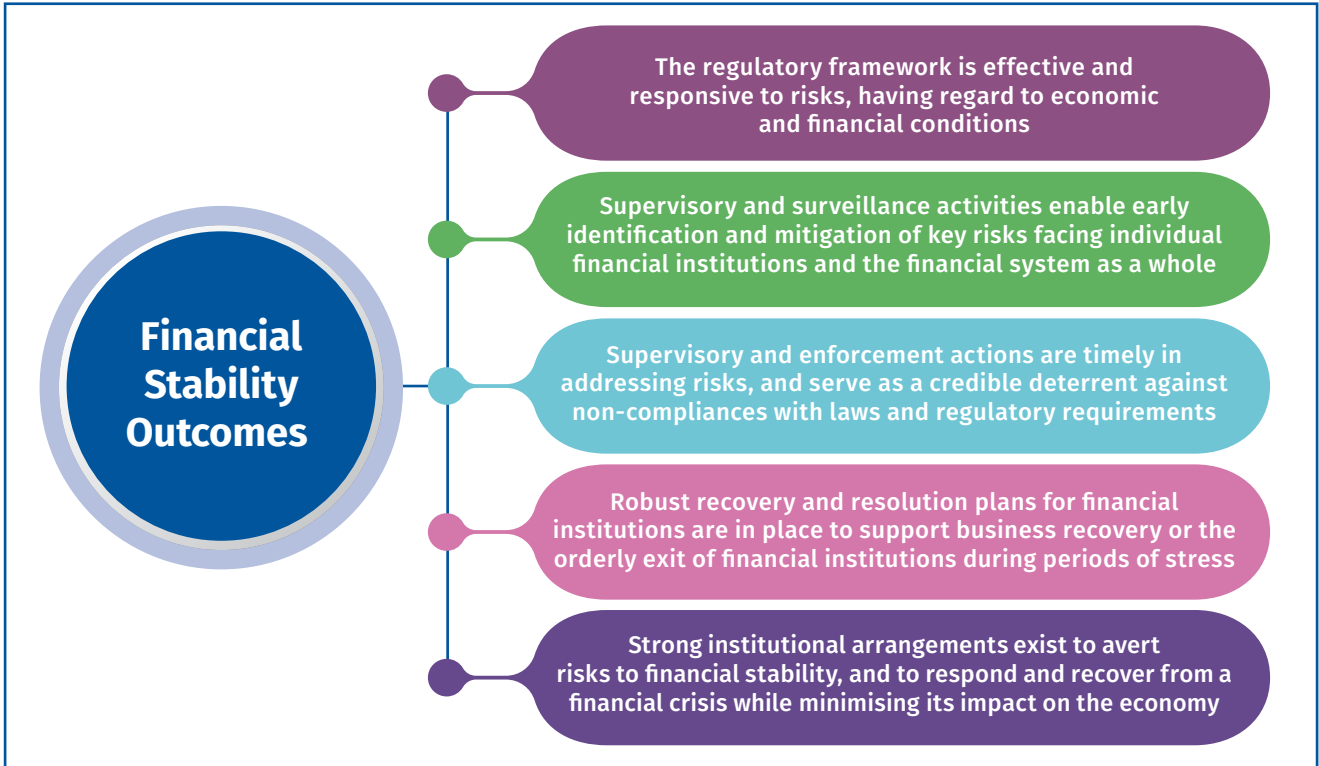 Financial
Stability
Outcomes
The regulatory framework is effective and
responsive to risks, having regard to economic
and financial conditions
Supervisory and surveillance activities enable early
identification and mitigation of key risks facing individual
financial institutions and the financial system as a whole
Supervisory and enforcement actions are timely in
addressing risks, and serve as a credible deterrent against
non-compliances with laws and regulatory requirements
Robust recovery and resolution plans for financial
institutions are in place to support business recovery or the
orderly exit of financial institutions during periods of stress
Strong institutional arrangements exist to avert
risks to financial stability, and to respond and recover from a
financial crisis while minimising its impact on the economy